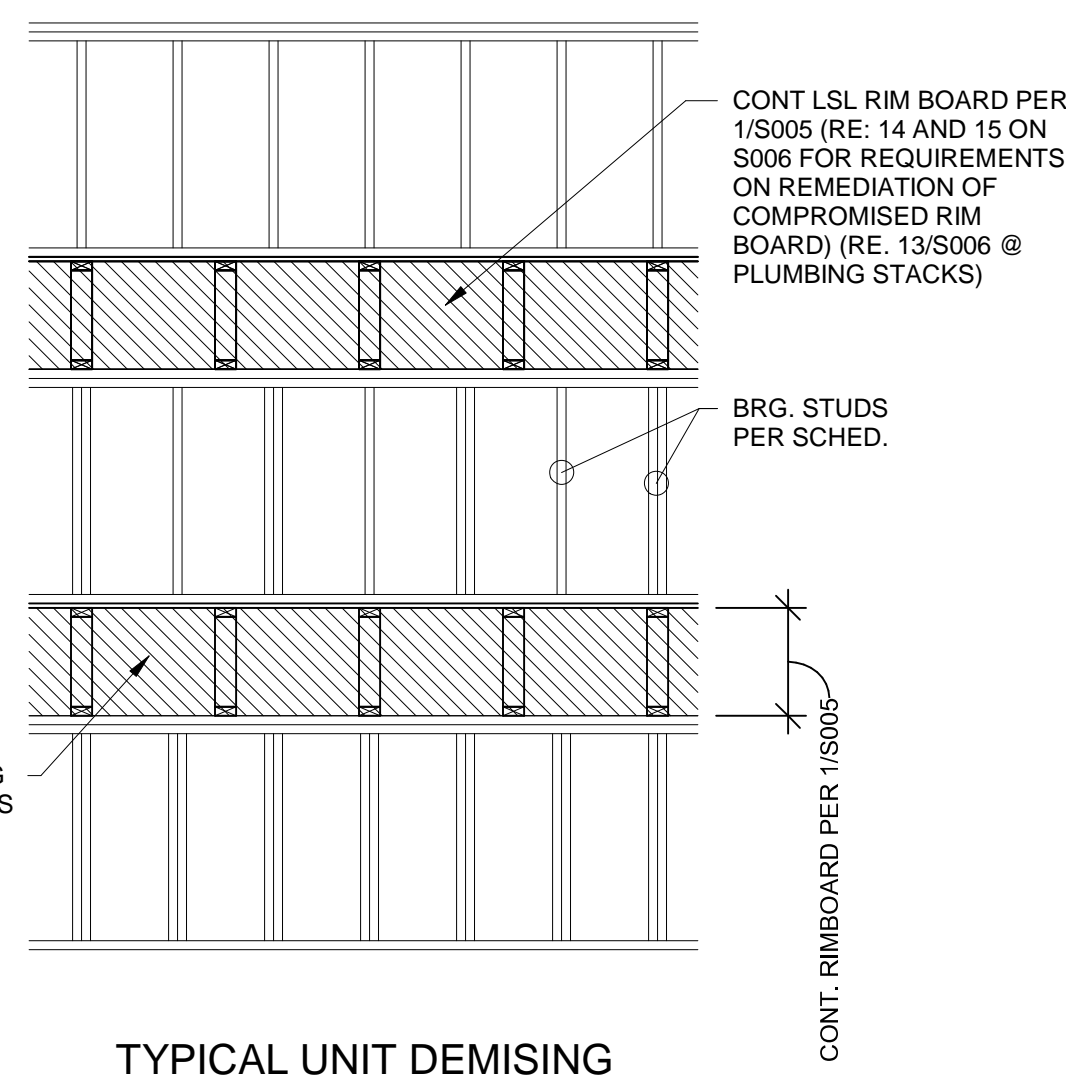 CONT LSL RIM BOARD PER
1/S005 (RE: 14 AND 15 ON
S006 FOR REQUIREMENTS
ON REMEDIATION OF
COMPROMISED RIM
BOARD) (RE. 13/S006 @
PLUMBING STACKS)
BRG. STUDS
PER SCHED.
CONT. RIMBOARD PER 1/S005
TYPICAL UNIT DEMISING